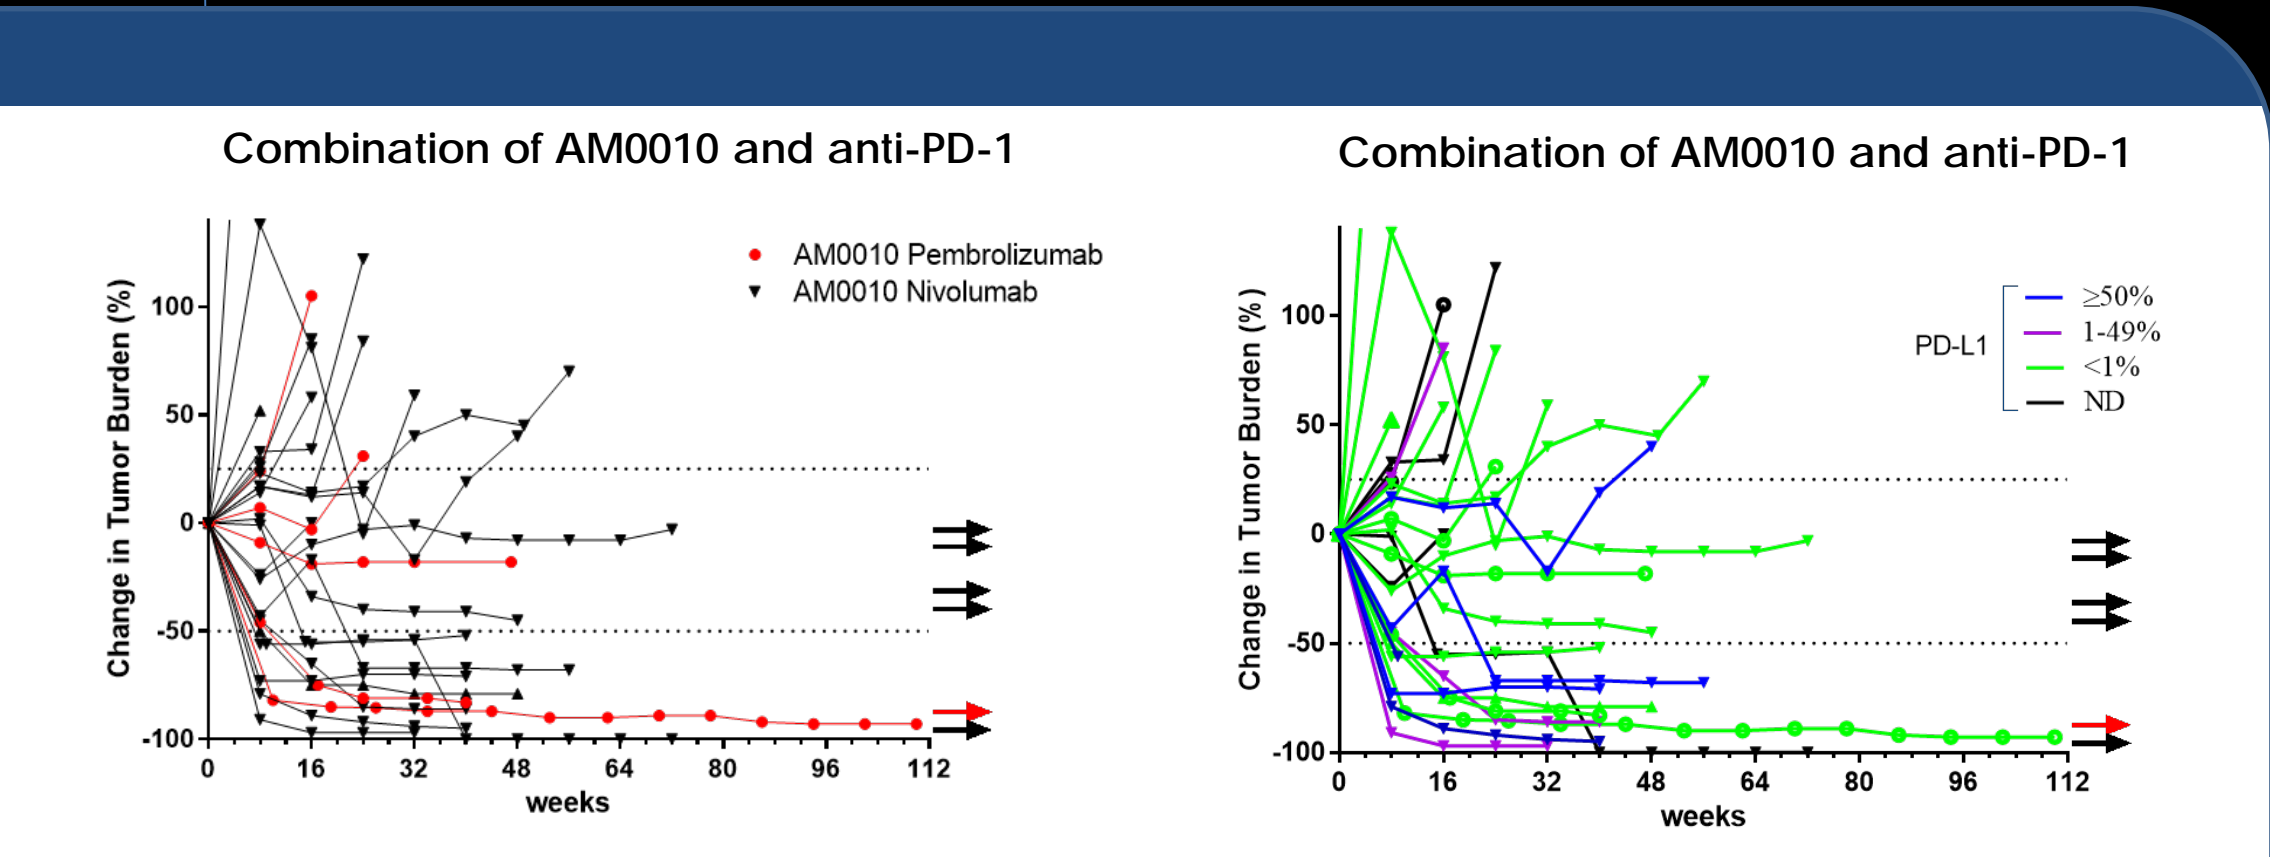 Combination of AM0010 and anti-PD-1
Change in Tumor Burden (%)
100
50
0
-50
-100
0 16 32 48 64 80 96 112
weeks
AM0010 Pembrolizumab
AM0010 Nivolumab
Combination of AM0010 and anti-PD-1
Change in Tumor Burden (%)
100
50
0
-50
-100
0 16 32 48 64 80 96 112
weeks
PD-L1
≥50%
1-49%
<1%
ND